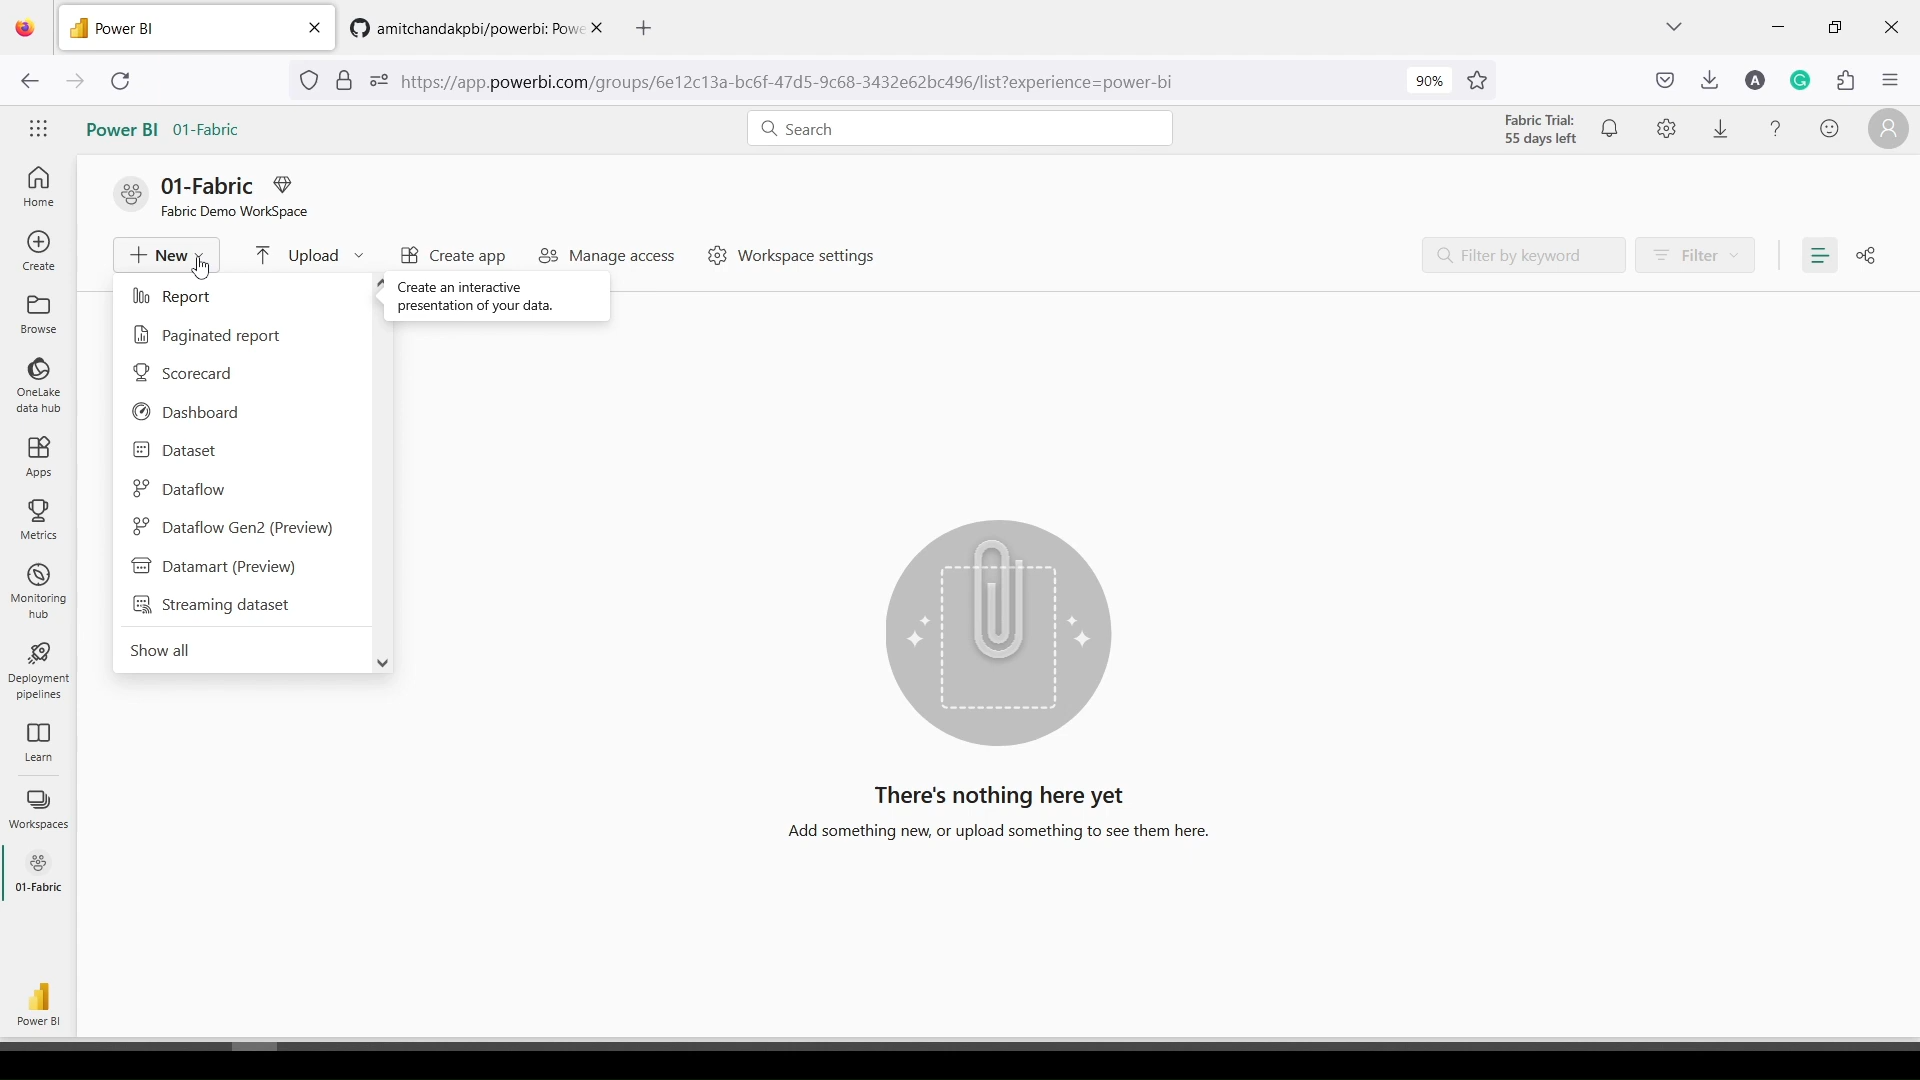 Power BI
amitchandakpbi/powerbi: Powe
https://app.powerbi.com/groups/6e12c13a-bc6f-47d5-9c68-3432e62bc496/list?experience=power-bi
90%
A
G
Power BI 01-Fabric
Search
Fabric Trial:
55 days left
?
Home
Create
Browse
OneLake
data hub
Apps
Metrics
Monitoring
hub
Deployment
pipelines
Learn
Workspaces
01-Fabric
Power BI
01-Fabric
Fabric Demo WorkSpace
New
Upload
Create app
Manage access
Workspace settings
Filter by keyword
Filter
Report
Paginated report
Scorecard
Dashboard
Dataset
Dataflow
Dataflow Gen2 (Preview)
Datamart (Preview)
Streaming dataset
Show all
Create an interactive
presentation of your data.
There's nothing here yet
Add something new, or upload something to see them here.